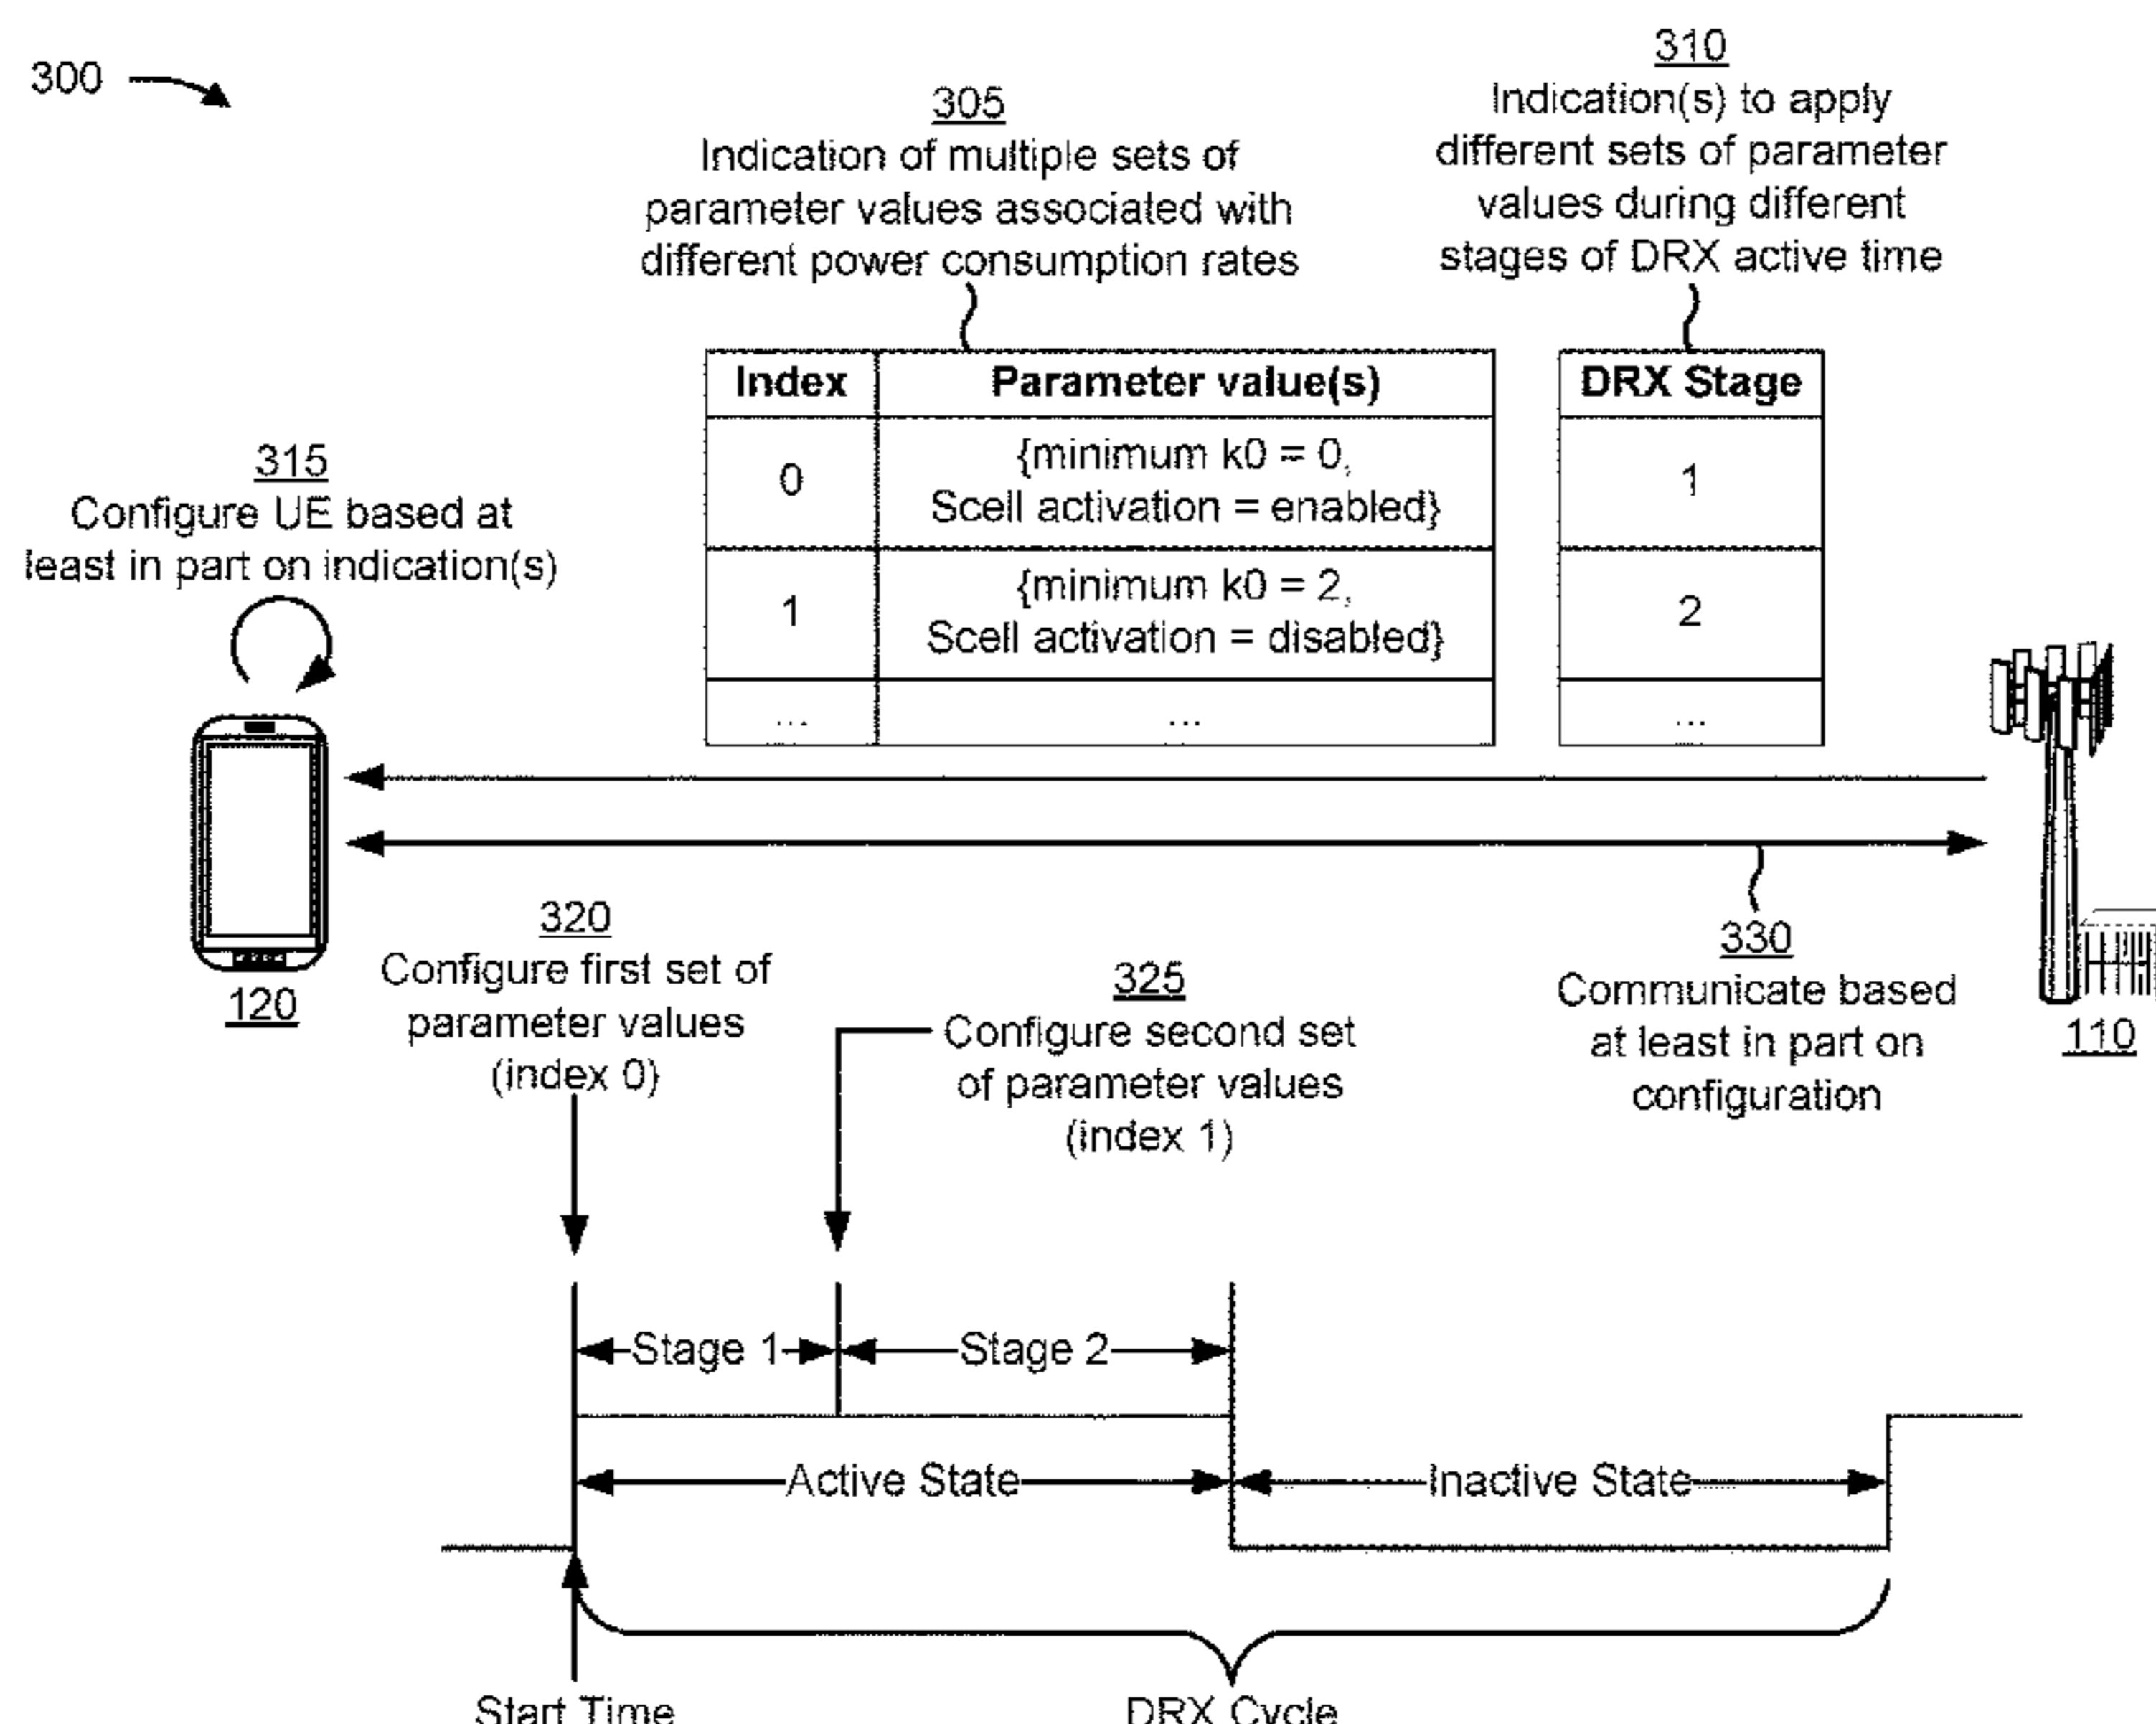 300
305
Indication of multiple sets of
parameter values associated with
different power consumption rates
310
Indication(s) to apply
different sets of parameter
values during different
stages of DRX active time
Index
Parameter value(s)
DRX Stage
0
{minimum k0 = 0,
Scell activation = enabled}
1
1
{minimum k0 = 2,
Scell activation = disabled}
2
...
...
...
315
Configure UE based at
least in part on indication(s)
120
110
320
Configure first set of
parameter values
(index 0)
325
Configure second set
of parameter values
(index 1)
330
Communicate based
at least in part on
configuration
Stage 1
Stage 2
Active State
Inactive State
Start Time
DRX Cycle